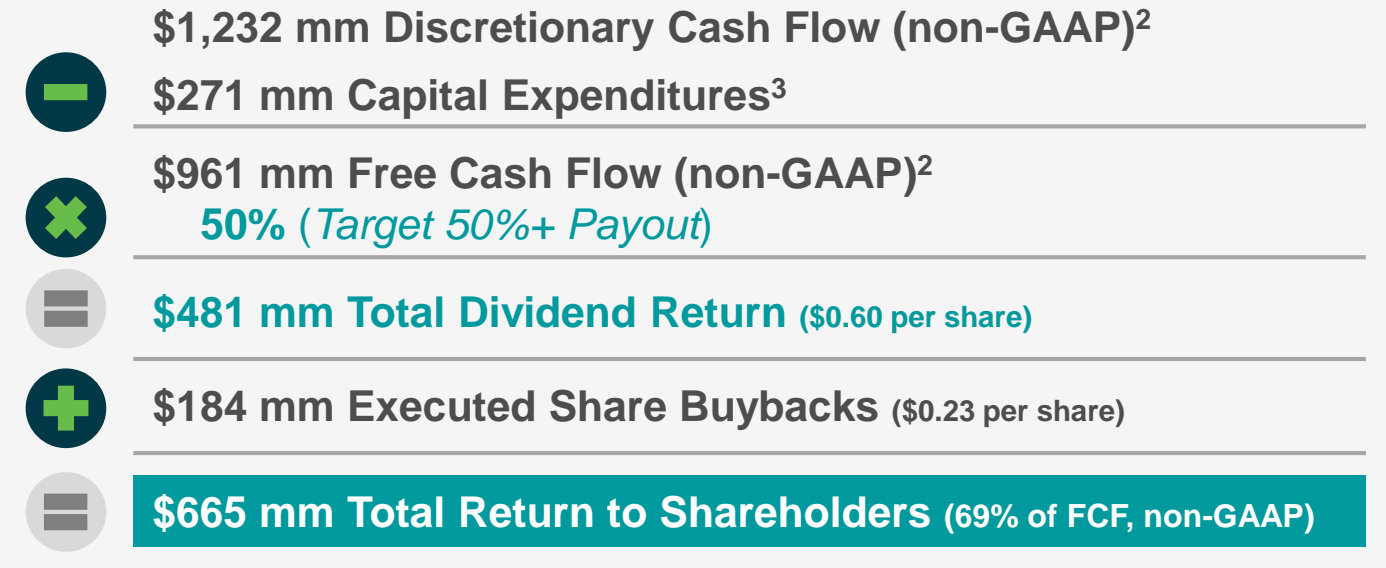 $1,232 mm Discretionary Cash Flow (non-GAAP)²
$271 mm Capital Expenditures³
$961 mm Free Cash Flow (non-GAAP)²
50% (Target 50%+ Payout)
$481 mm Total Dividend Return ($0.60 per share)
$184 mm Executed Share Buybacks ($0.23 per share)
$665 mm Total Return to Shareholders (69% of FCF, non-GAAP)